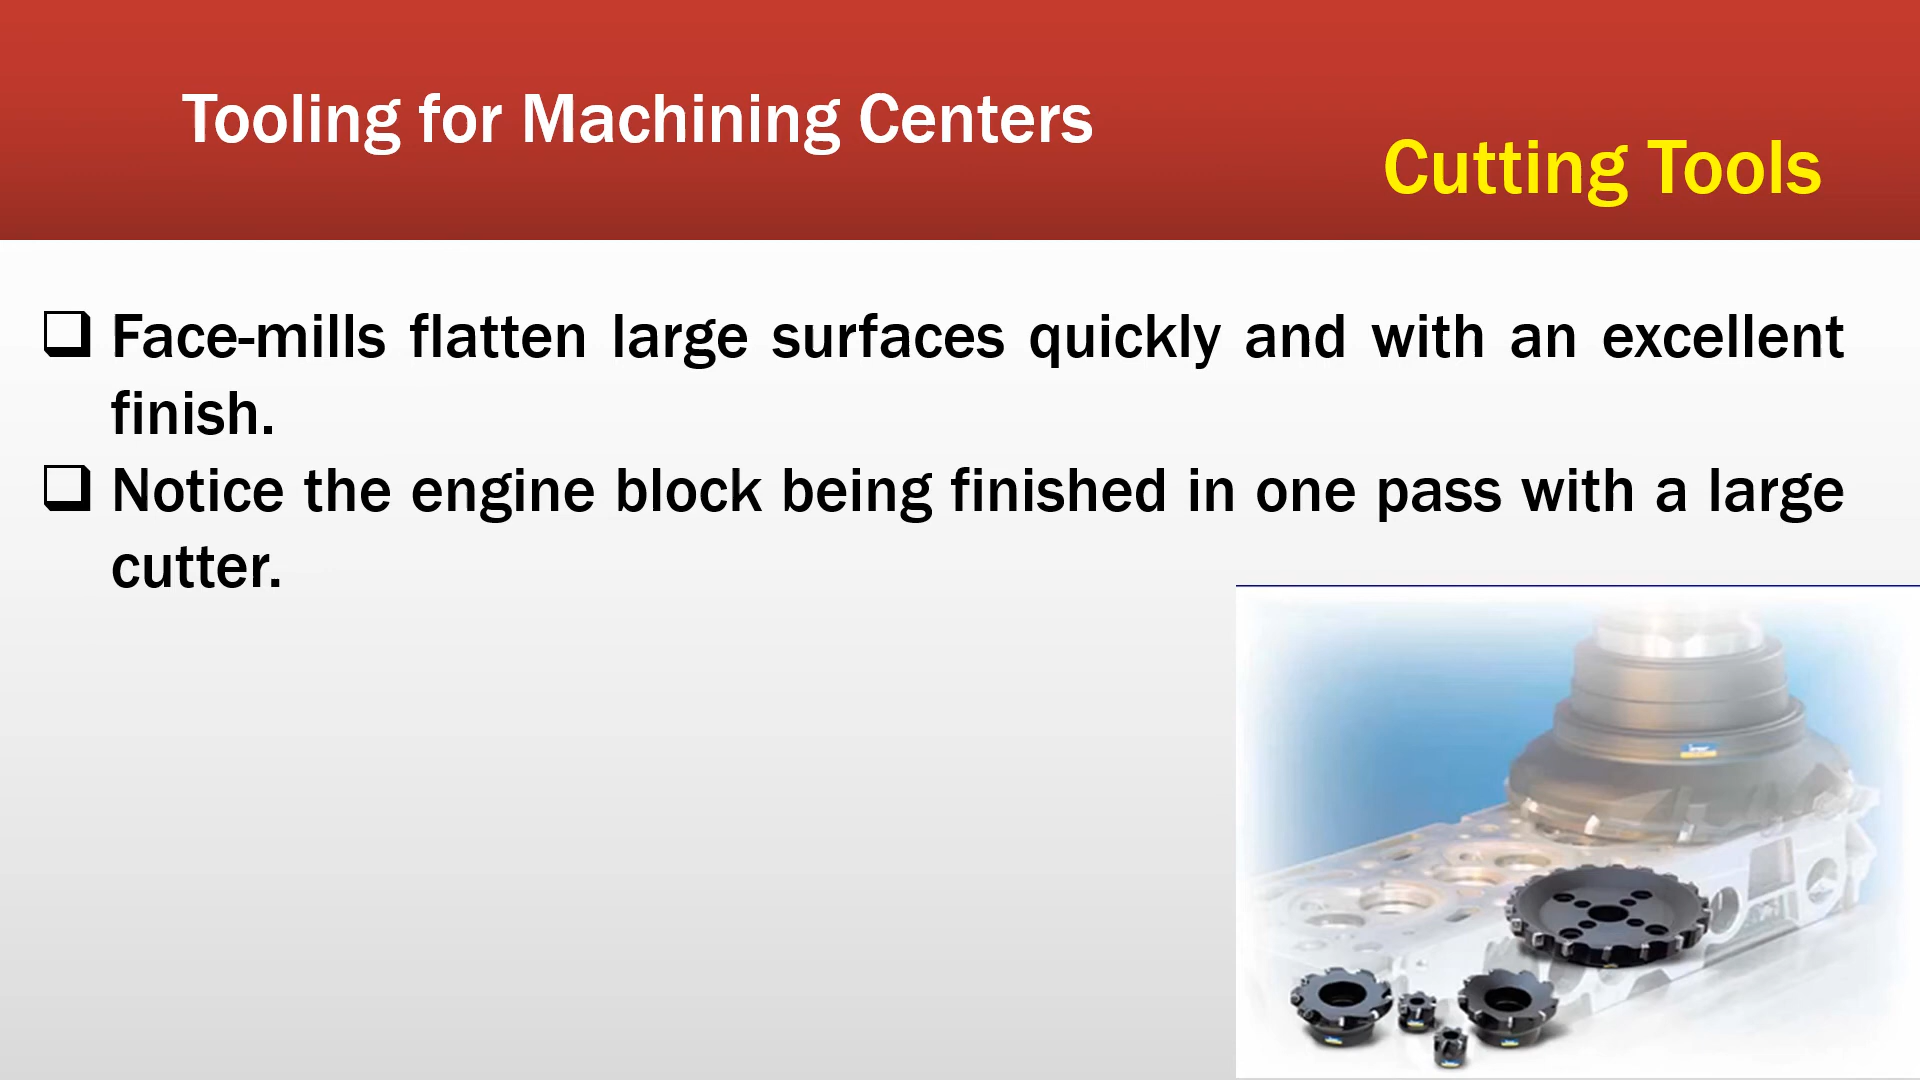 Tooling for Machining Centers
Cutting Tools
Face-mills flatten large surfaces quickly and with an excellent
finish.
Notice the engine block being finished in one pass with a large
cutter.